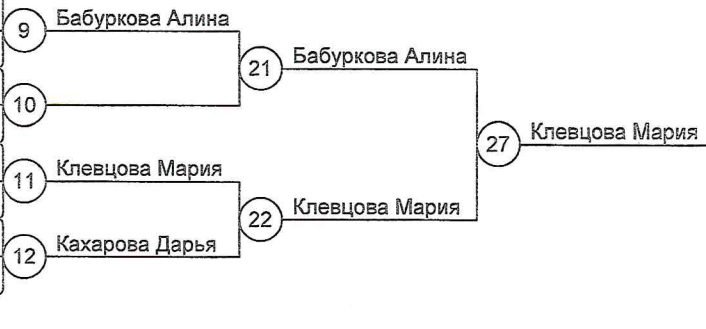 9 Бабуркова Алина
21 Бабуркова Алина
10
27 Клевцова Мария
11 Клевцова Мария
22 Клевцова Мария
12 Кахарова Дарья